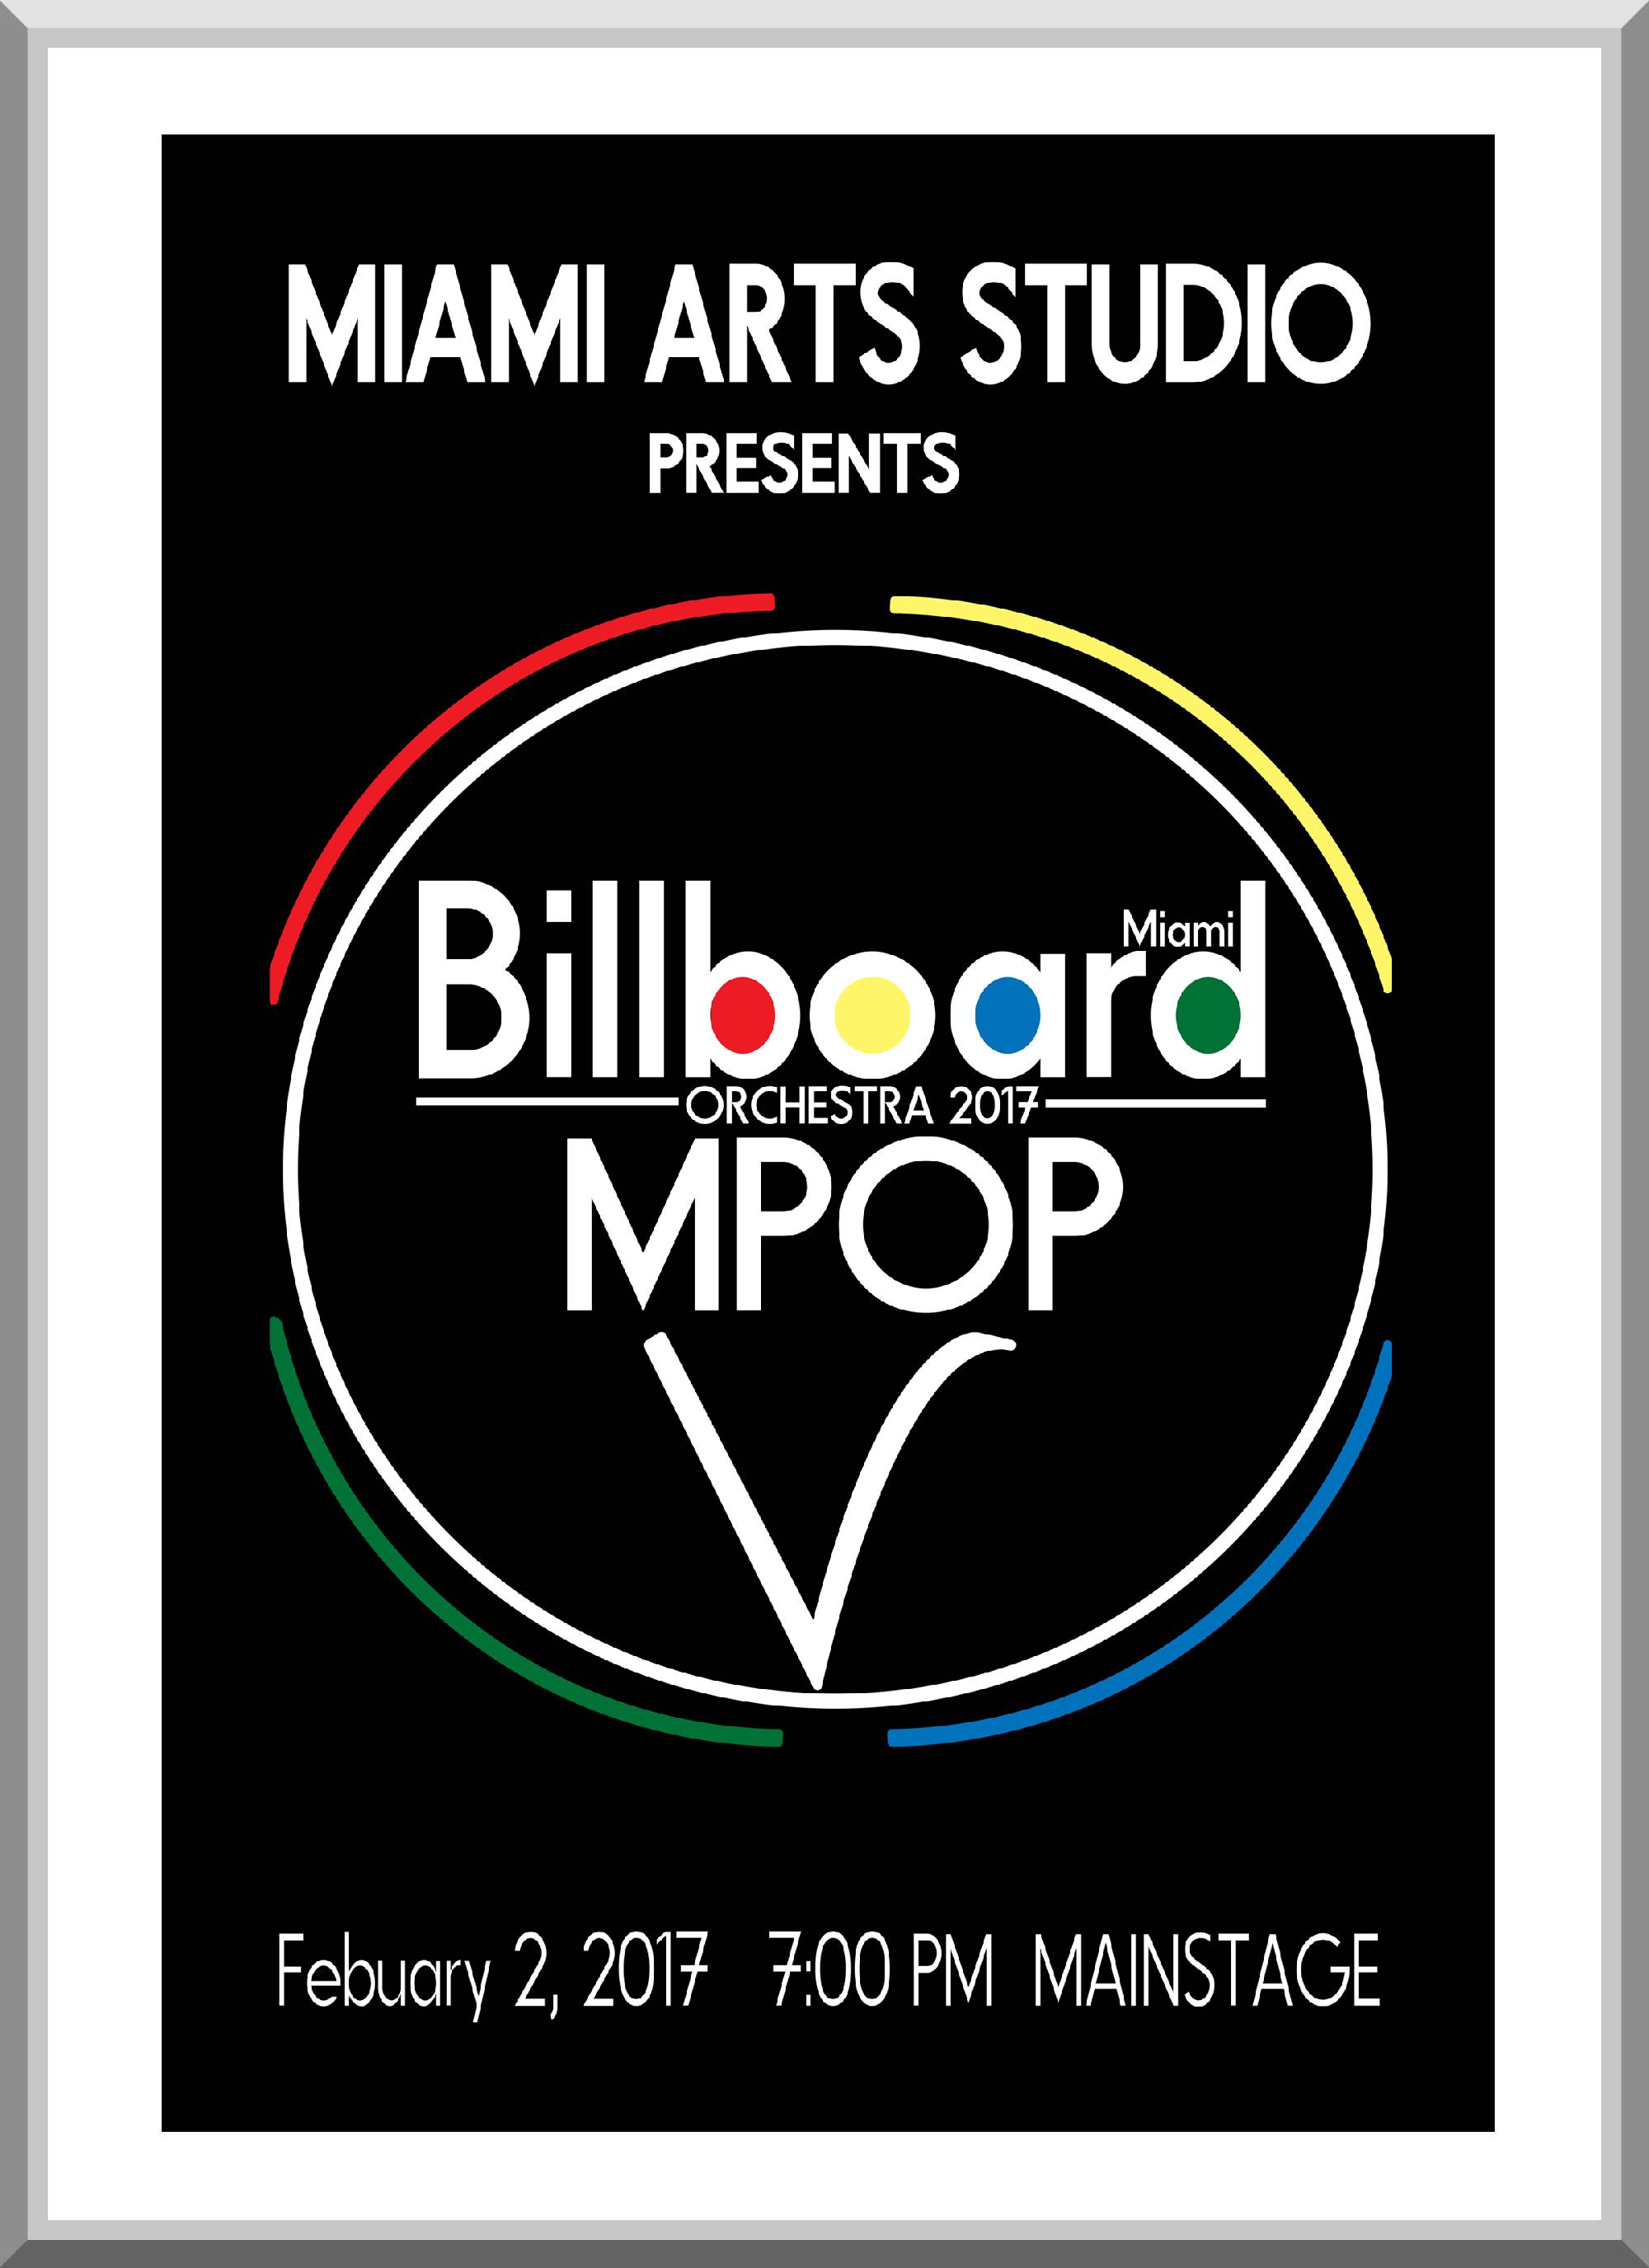 MIAMI ARTS STUDIO
PRESENTS
Miami
Billboard
ORCHESTRA 2017
MPOP
V
Febuary 2, 2017 7:00 PM MAINSTAGE